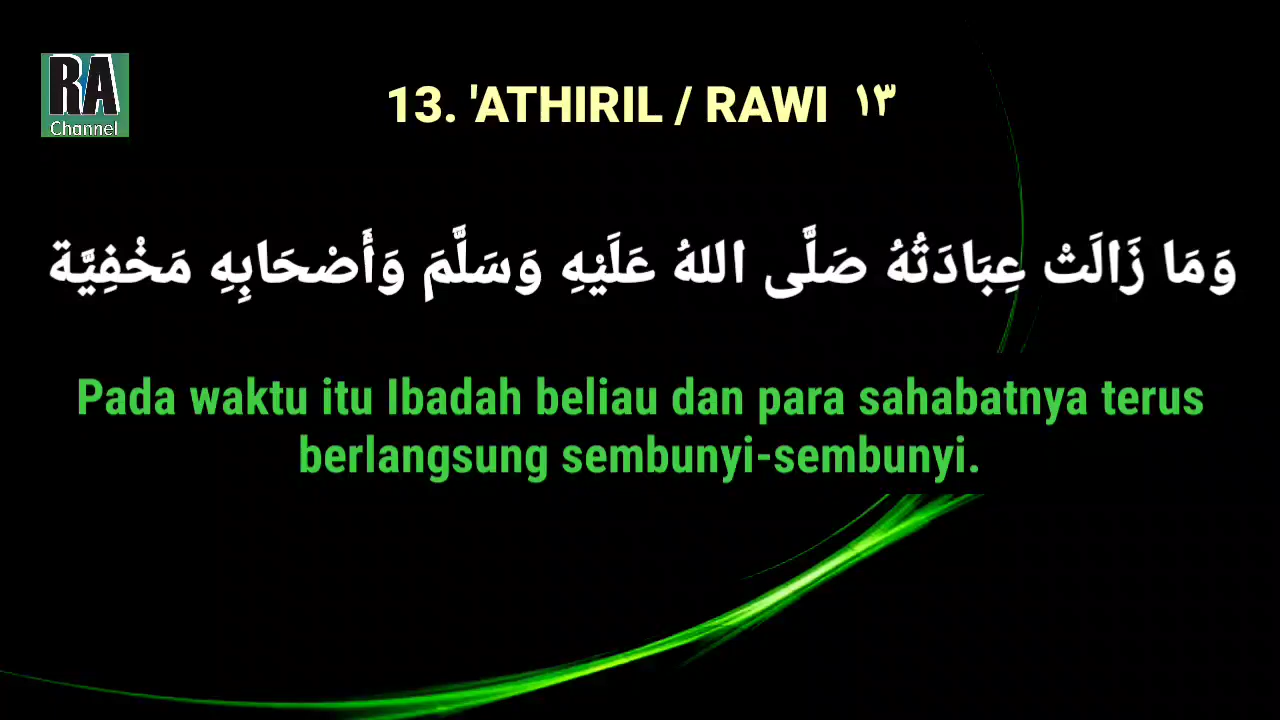 RA
Channel
13. 'ATHIRIL / RAWI ١٣
وَمَا زَالَتْ عِبَادَتُهُ صَلَّى اللهُ عَلَيْهِ وَسَلَّمَ وَأَصْحَابِهِ مَخْفِيَّة
Pada waktu itu Ibadah beliau dan para sahabatnya terus
berlangsung sembunyi-sembunyi.